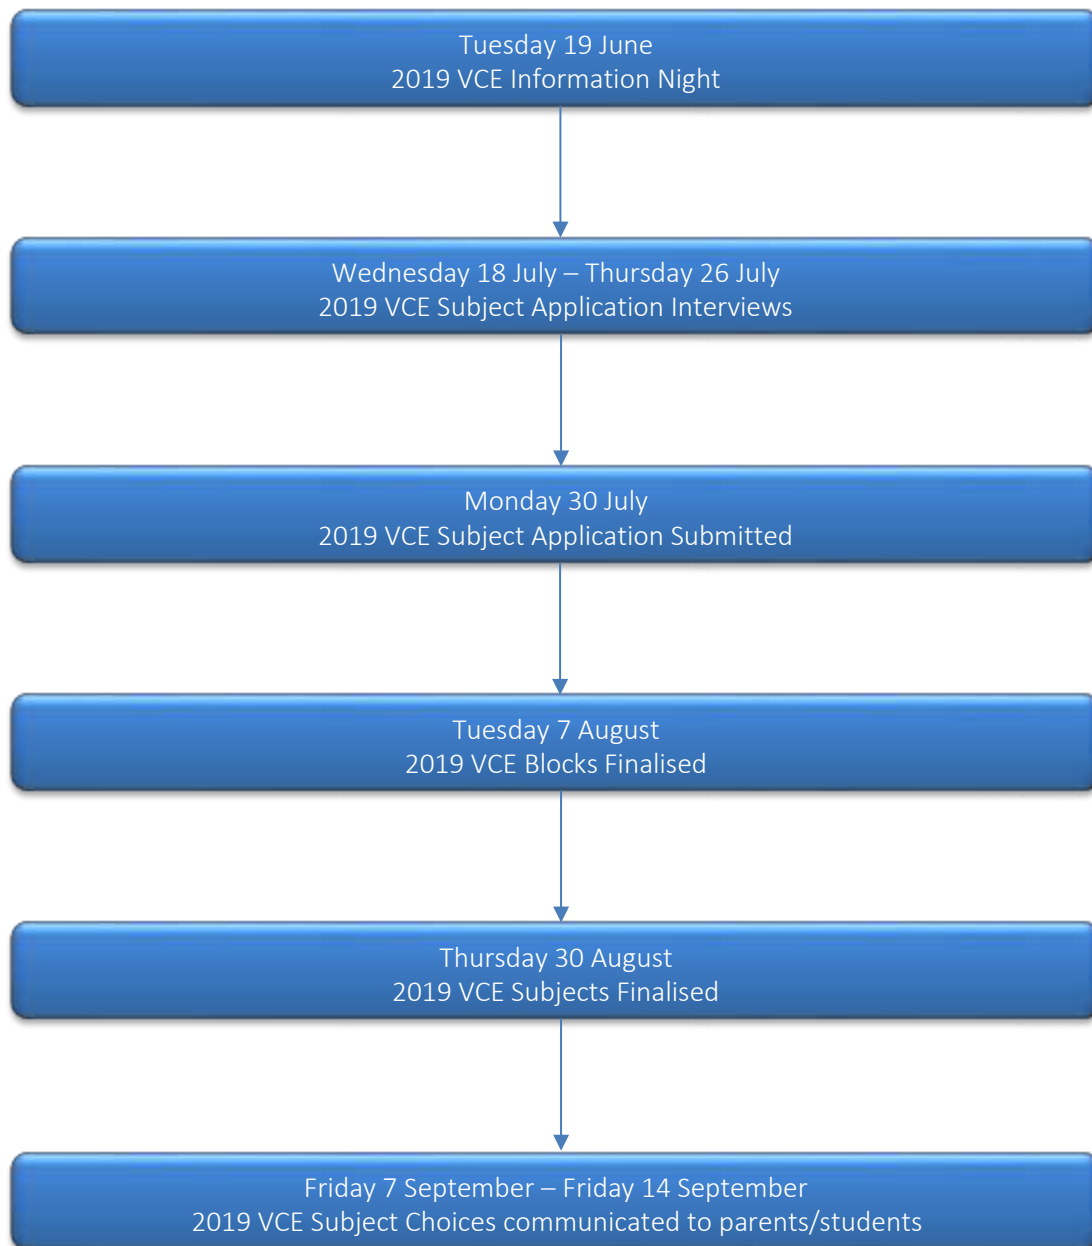 Tuesday 19 June
2019 VCE Information Night
Wednesday 18 July – Thursday 26 July
2019 VCE Subject Application Interviews
Monday 30 July
2019 VCE Subject Application Submitted
Tuesday 7 August
2019 VCE Blocks Finalised
Thursday 30 August
2019 VCE Subjects Finalised
Friday 7 September – Friday 14 September
2019 VCE Subject Choices communicated to parents/students